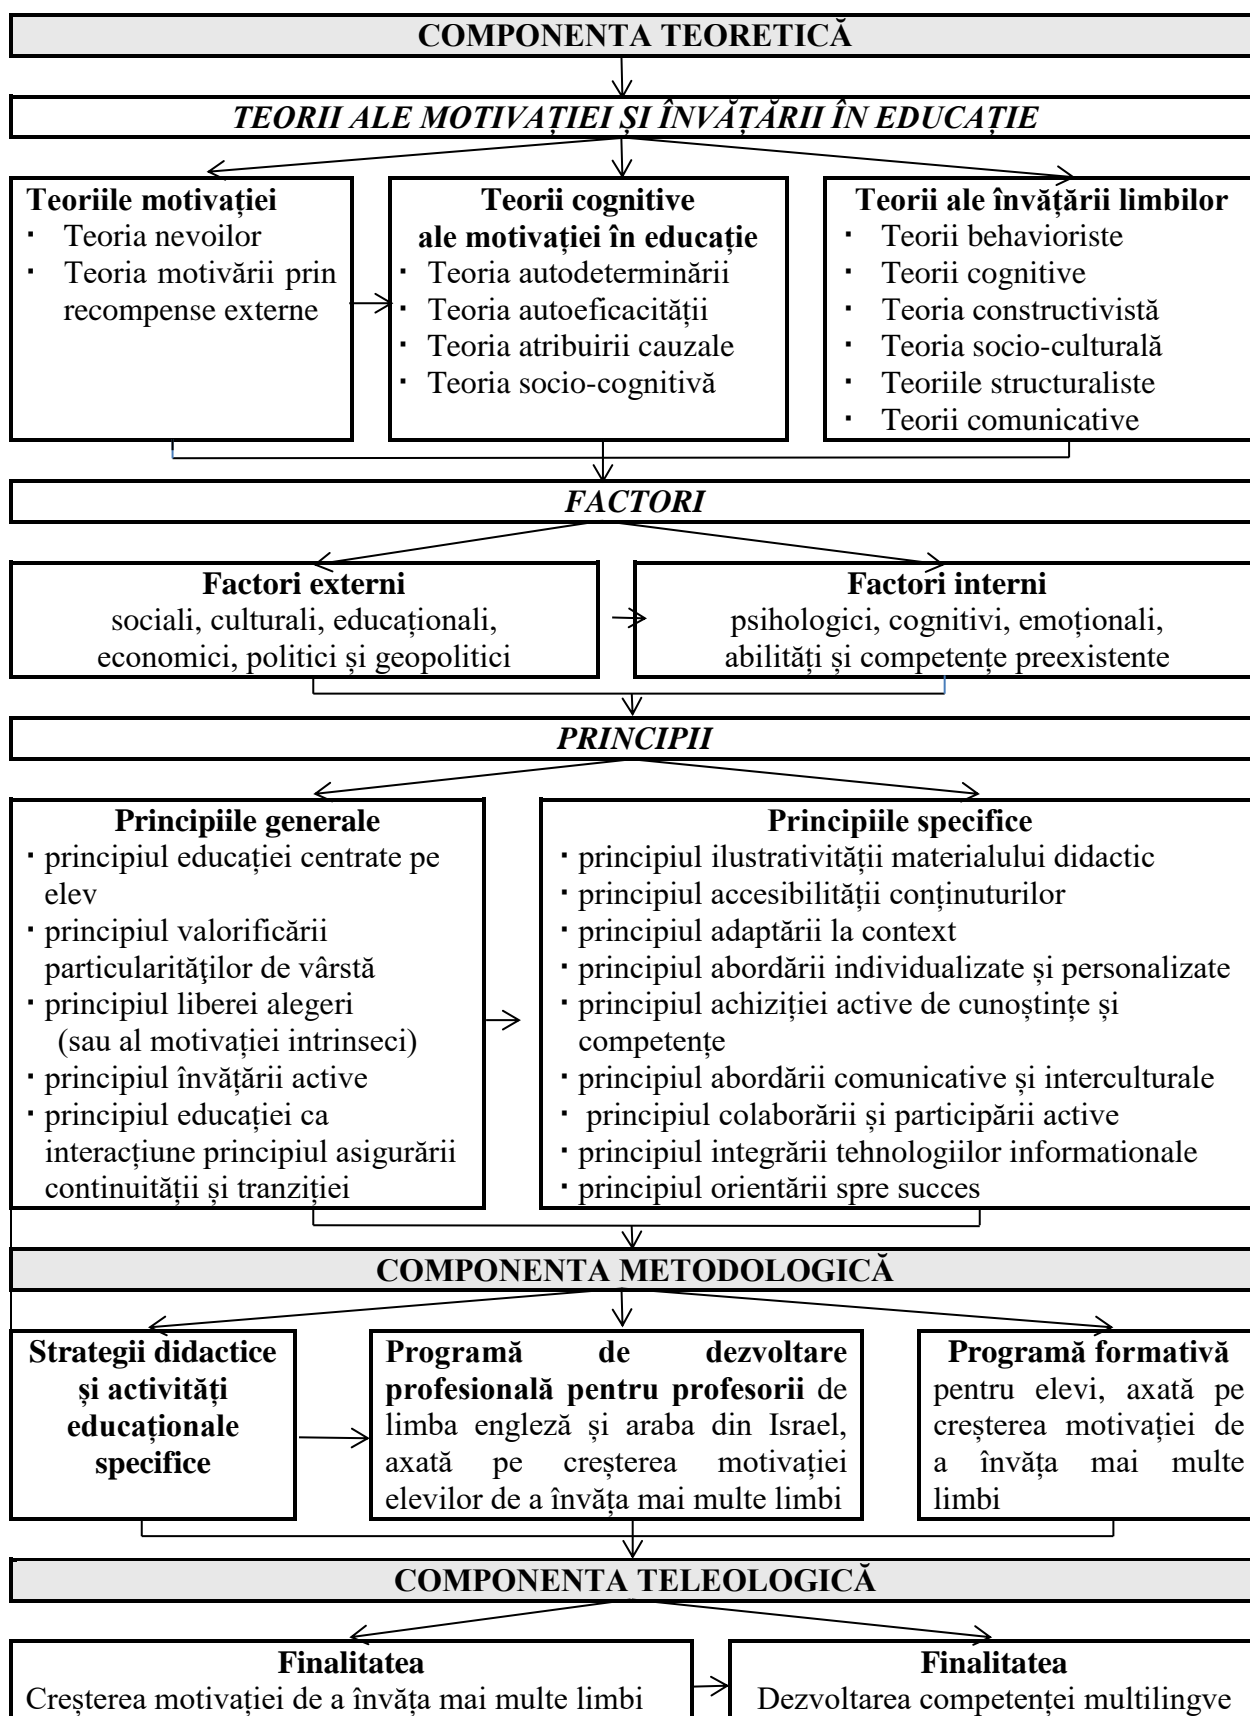 COMPONENTA TEORETICĂ
TEORII ALE MOTIVAȚIEI ȘI ÎNVĂȚĂRII ÎN EDUCAȚIE
Teoriile motivației
· Teoria nevoilor
· Teoria motivării prin
recompense externe
Teorii cognitive
ale motivației în educație
· Teoria autodeterminării
· Teoria autoeficacității
· Teoria atribuirii cauzale
· Teoria socio-cognitivă
Teorii ale învățării limbilor
· Teorii behavioriste
· Teorii cognitive
· Teoria constructivistă
· Teoria socio-culturală
· Teoriile structuraliste
· Teorii comunicative
FACTORI
Factori externi
sociali, culturali, educaționali,
economici, politici și geopolitici
Factori interni
psihologici, cognitivi, emoționali,
abilități și competențe preexistente
PRINCIPII
Principiile generale
· principiul educației centrate pe
elev
· principiul valorificării
particularităţilor de vârstă
· principiul liberei alegeri
(sau al motivației intrinseci)
· principiul învățării active
· principiul educației ca
interacțiune principiul asigurării
continuității și tranziției
Principiile specifice
· principiul ilustrativității materialului didactic
· principiul accesibilității conținuturilor
· principiul adaptării la context
· principiul abordării individualizate și personalizate
· principiul achiziției active de cunoștințe și
competențe
· principiul abordării comunicative și interculturale
· principiul colaborării și participării active
· principiul integrării tehnologiilor informationale
· principiul orientării spre succes
COMPONENTA METODOLOGICĂ
Strategii didactice
și activități
educaționale
specifice
Programă de dezvoltare
profesională pentru profesorii de
limba engleză și araba din Israel,
axată pe creșterea motivației
elevilor de a învăța mai multe limbi
Programă formativă
pentru elevi, axată pe
creșterea motivației de
a învăța mai multe
limbi
COMPONENTA TELEOLOGICĂ
Finalitatea
Creșterea motivației de a învăța mai multe limbi
Finalitatea
Dezvoltarea competenței multilingve